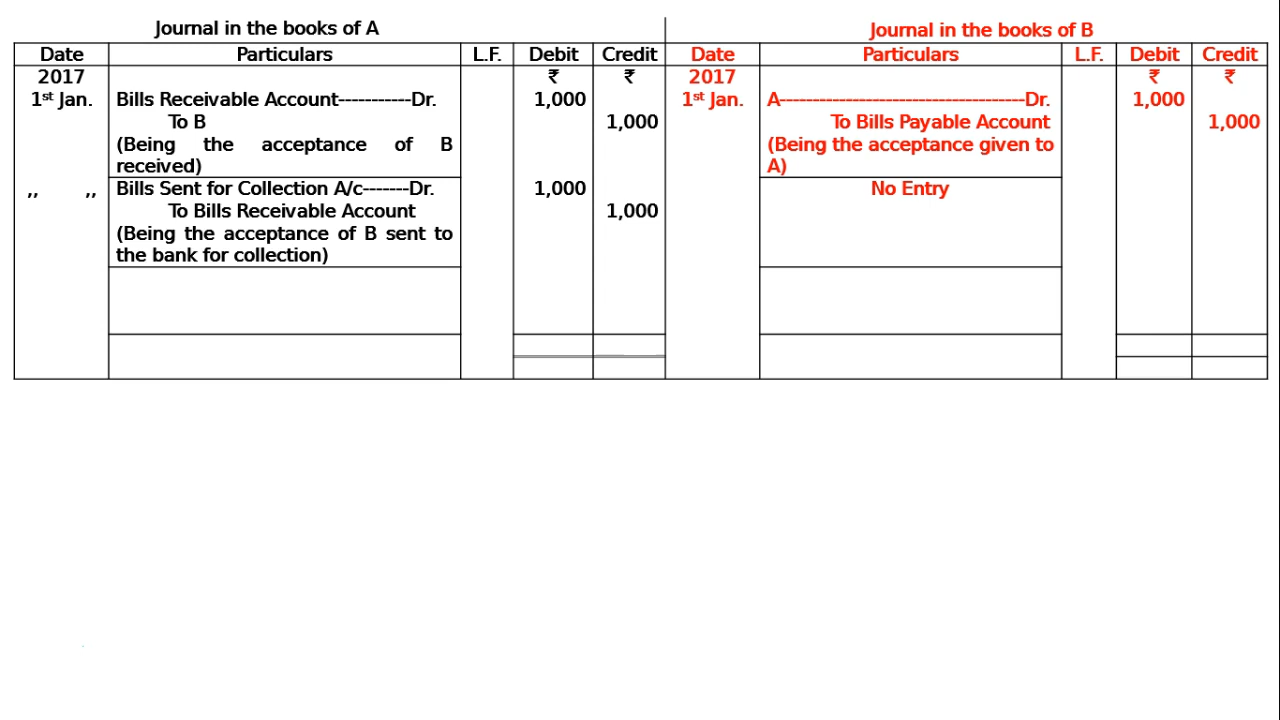 Journal in the books of A
Date Particulars L.F. Debit Credit
2017 ₹ ₹
1st Jan. Bills Receivable Account-----------Dr. 1,000
To B 1,000
(Being the acceptance of B
received)
,, ,, Bills Sent for Collection A/c-------Dr. 1,000
To Bills Receivable Account 1,000
(Being the acceptance of B sent to
the bank for collection)
Journal in the books of B
Date Particulars L.F. Debit Credit
2017 ₹ ₹
1st Jan. A-------------------------------------Dr. 1,000
To Bills Payable Account 1,000
(Being the acceptance given to
A)
No Entry